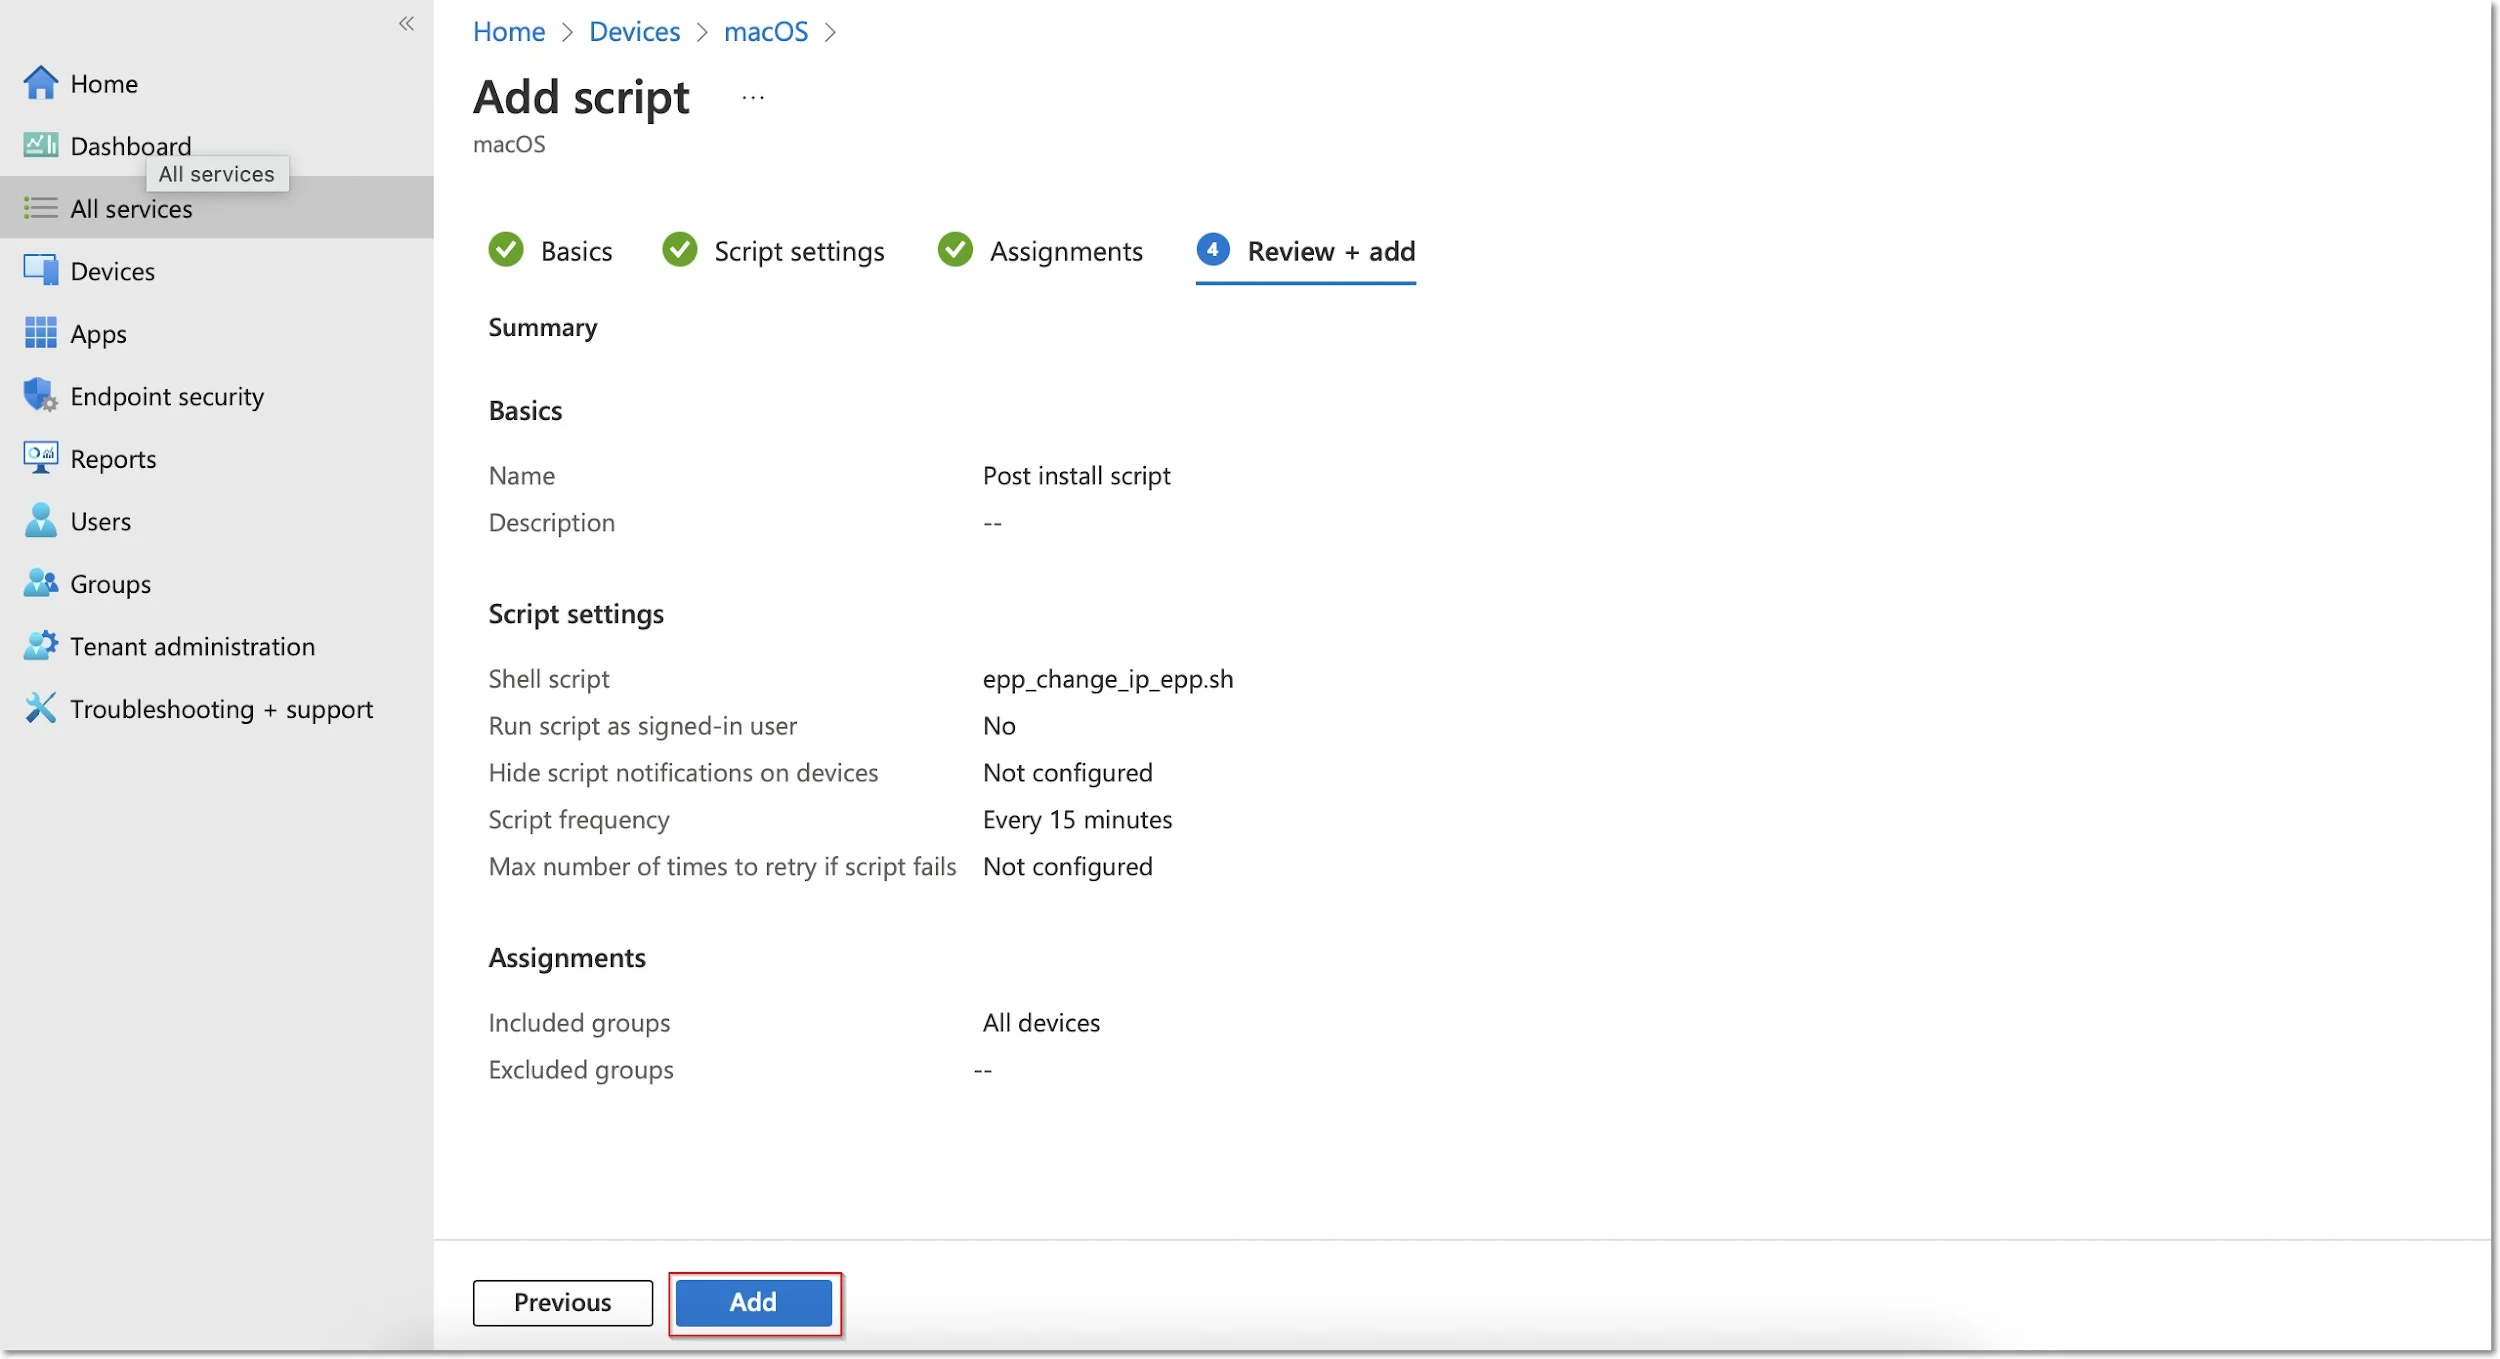 Home
Dashboard
All services
All services
Devices
Apps
Endpoint security
Reports
Users
Groups
Tenant administration
Troubleshooting + support
Home > Devices > macOS >
Add script ...
macOS
Basics Script settings Assignments 4 Review + add
Summary
Basics
Name Post install script
Description --
Script settings
Shell script epp_change_ip_epp.sh
Run script as signed-in user No
Hide script notifications on devices Not configured
Script frequency Every 15 minutes
Max number of times to retry if script fails Not configured
Assignments
Included groups All devices
Excluded groups --
Previous Add